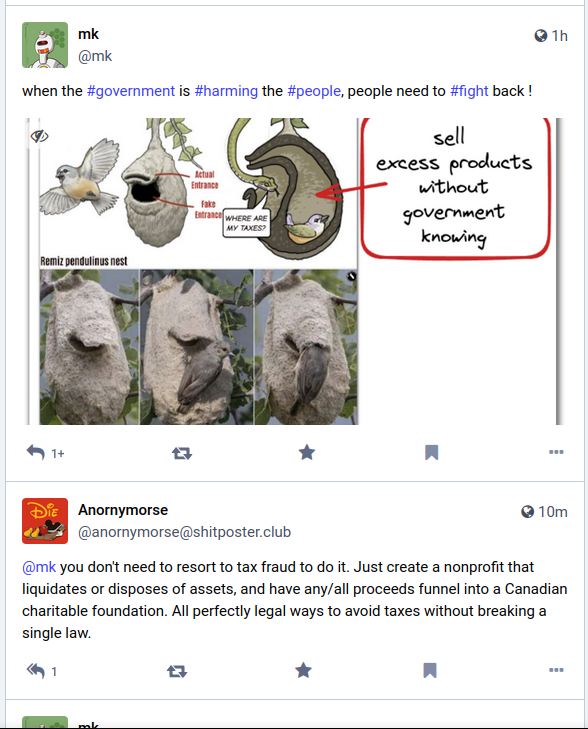 mk
1h
@mk
when the #government is #harming the #people, people need to #fight back !
Actual
Entrance
Fake
Entrance
WHERE ARE
MY TAXES?
sell
excess products
without
government
knowing
Remiz pendulinus nest
1+
DiE
Anornymorse
10m
@anornymorse@shitposter.club
@mk you don't need to resort to tax fraud to do it. Just create a nonprofit that
liquidates or disposes of assets, and have any/all proceeds funnel into a Canadian
charitable foundation. All perfectly legal ways to avoid taxes without breaking a
single law.
1
mk